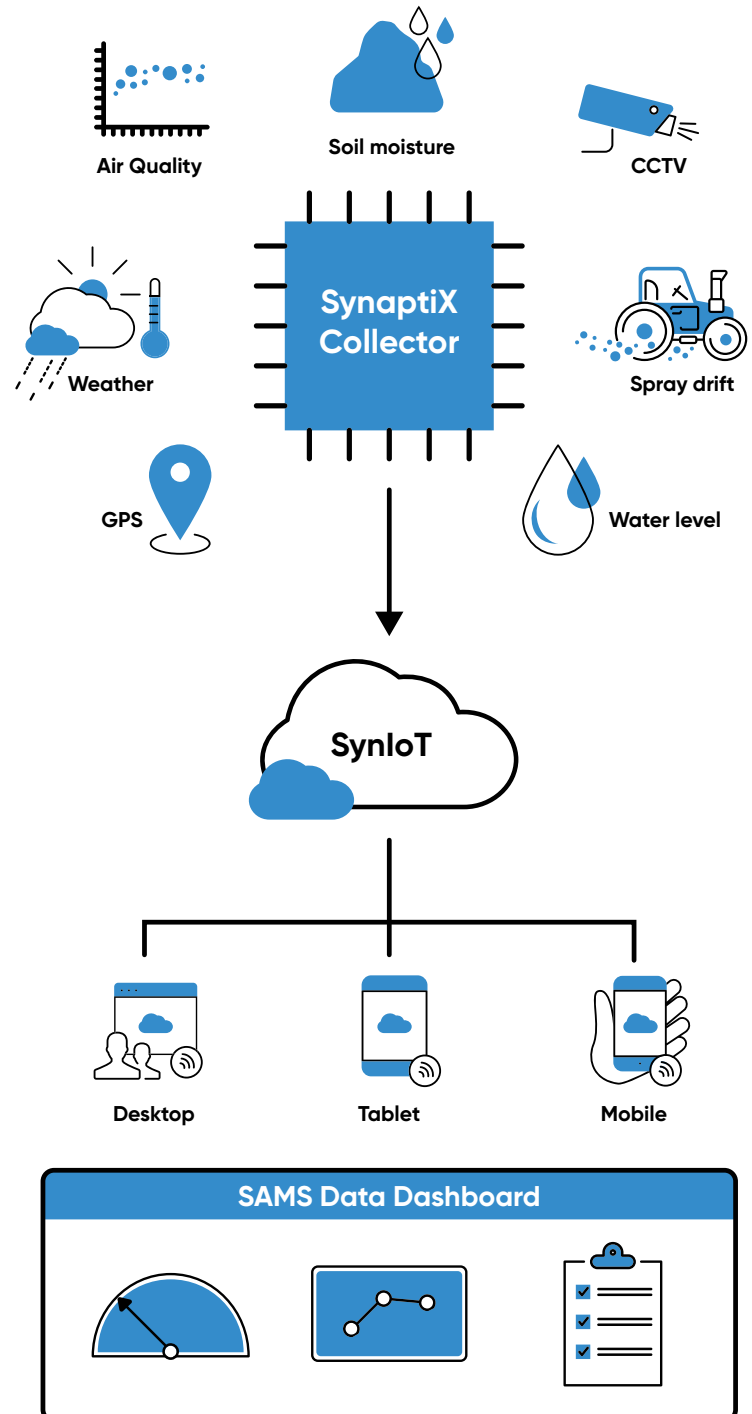 Soil moisture
Air Quality
CCTV
SynaptiX
Collector
Weather
Spray drift
GPS
Water level
SynIoT
Desktop
Tablet
Mobile
SAMS Data Dashboard